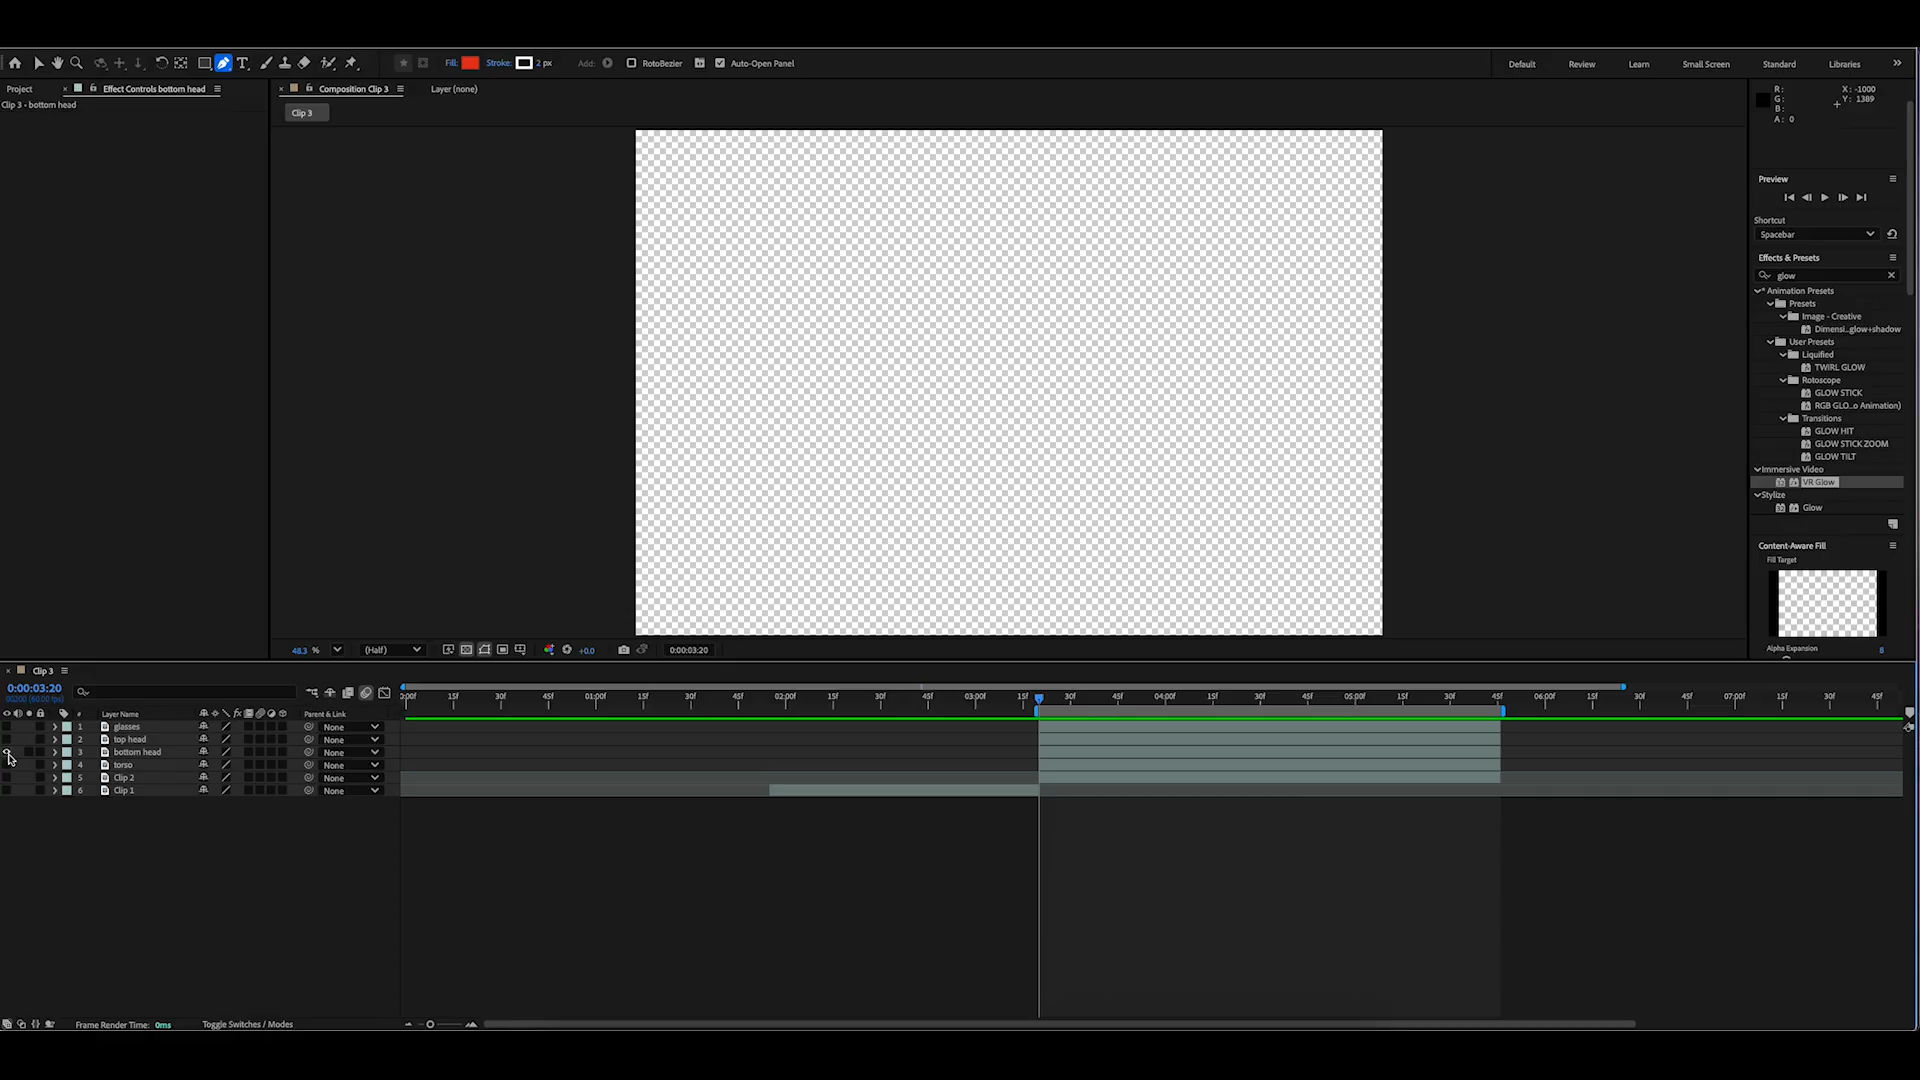 Fill:
Stroke:
2 px
Add:
RotoBezier
Auto-Open Panel
Default
Review
Learn
Small Screen
Standard
Libraries
Project
Effect Controls bottom head
Clip 3 - bottom head
Composition Clip 3
Layer (none)
Clip 3
R:
G:
B:
A: 0
X: -1000
Y: 1389
Preview
Shortcut
Spacebar
Effects & Presets
glow
* Animation Presets
Presets
Image - Creative
Dimensi...glow+shadow
User Presets
Liquified
TWIRL GLOW
Rotoscope
GLOW STICK
RGB GLO...o Animation)
Transitions
GLOW HIT
GLOW STICK ZOOM
GLOW TILT
Immersive Video
VR Glow
Stylize
Glow
Content-Aware Fill
Fill Target
Alpha Expansion
8
48.3 %
(Half)
+0.0
0:00:03:20
Clip 3
0:00:03:20
00200 (60.00 fps)
# Layer Name
Parent & Link
1 glasses None
2 top head None
3 bottom head None
4 torso None
5 Clip 2 None
6 Clip 1 None
0:00f 15f 30f 45f 01:00f 15f 30f 45f 02:00f 15f 30f 45f 03:00f 15f 30f 45f 04:00f 15f 30f 45f 05:00f 15f 30f 45f 06:00f 15f 30f 45f 07:00f 15f 30f 45f
Frame Render Time: 0ms
Toggle Switches / Modes